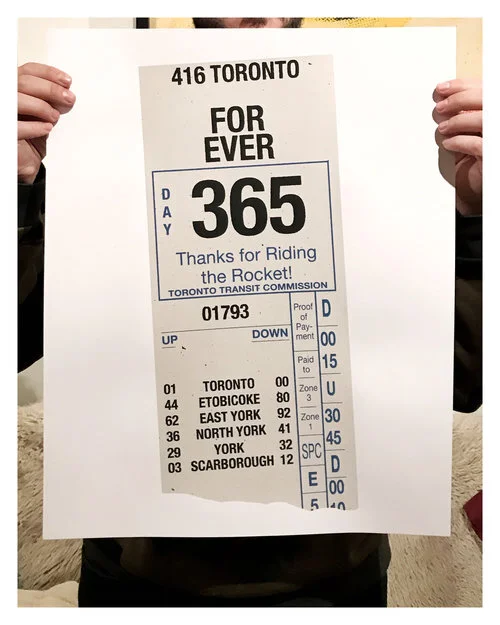 416 TORONTO
FOR
EVER
DAY
365
Thanks for Riding
the Rocket!
TORONTO TRANSIT COMMISSION
01793
UP DOWN
01 TORONTO 00
44 ETOBICOKE 80
62 EAST YORK 92
36 NORTH YORK 41
29 YORK 32
03 SCARBOROUGH 12
Proof
of
Pay-
ment
Paid
to
Zone
3
Zone
1
SPC
E
5
D
00
15
U
30
45
D
00